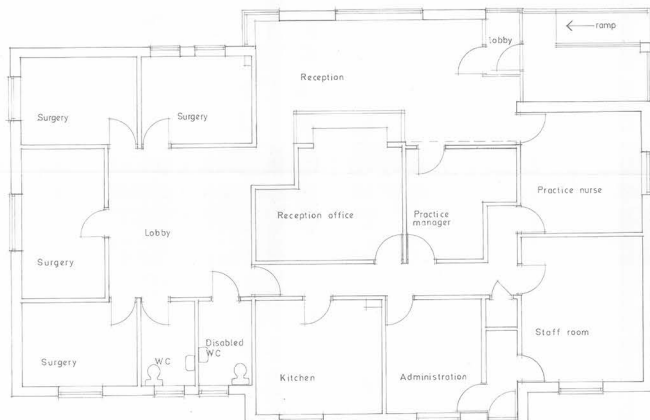 ramp
Lobby
Reception
Surgery
Surgery
Practice nurse
Reception office
Practice
manager
Lobby
Surgery
Staff room
Disabled
WC
W.C
Surgery
Kitchen
Administration